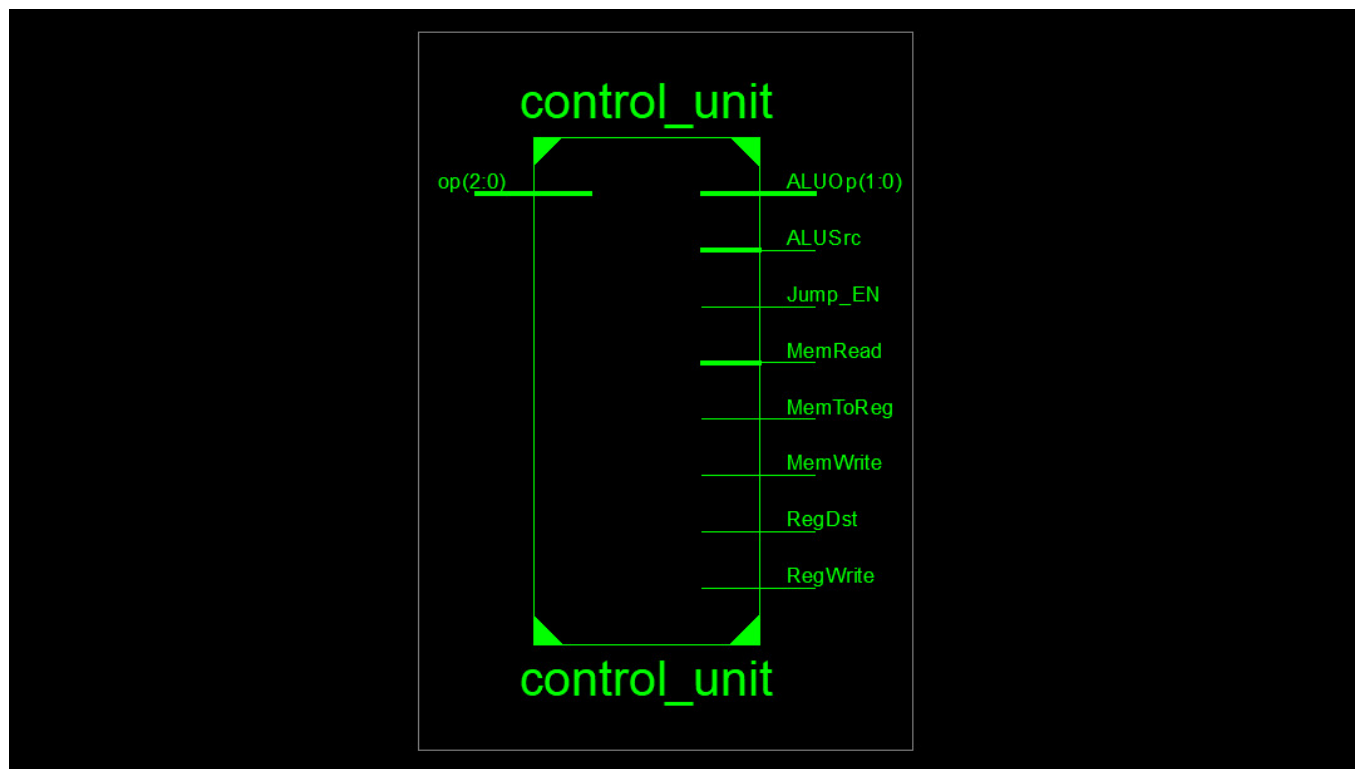 control_unit
op(2:0)
ALUOp(1:0)
ALUSrc
Jump_EN
MemRead
MemToReg
MemWrite
RegDst
RegWrite
control_unit